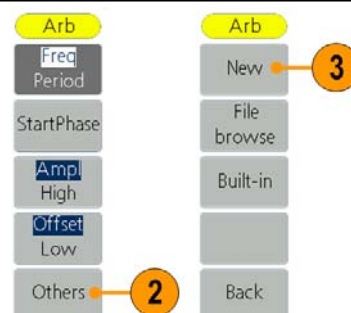 Arb
Freq
Period
StartPhase
Ampl
High
Offset
Low
Others
2
Arb
New
3
File
browse
Built-in
Back